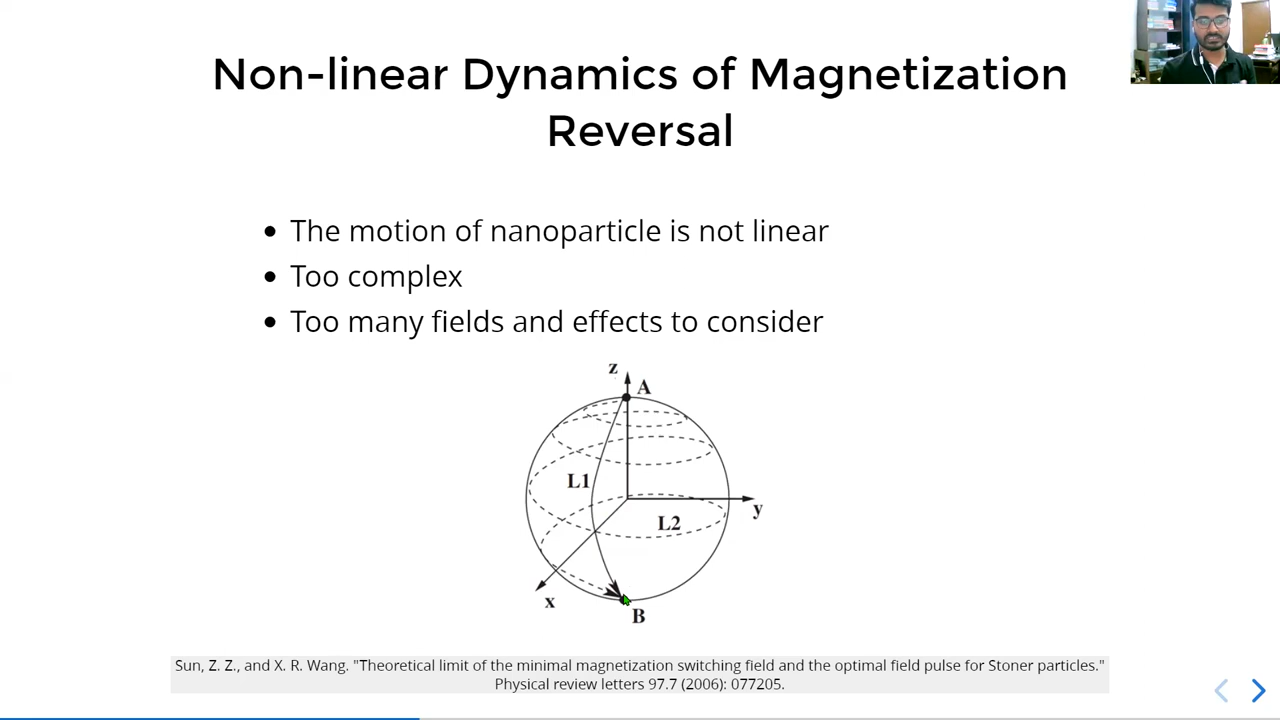 Non-linear Dynamics of Magnetization
Reversal
• The motion of nanoparticle is not linear
• Too complex
• Too many fields and effects to consider
z
A
L1
L2
y
x
B
Sun, Z. Z., and X. R. Wang. "Theoretical limit of the minimal magnetization switching field and the optimal field pulse for Stoner particles."
Physical review letters 97.7 (2006): 077205.